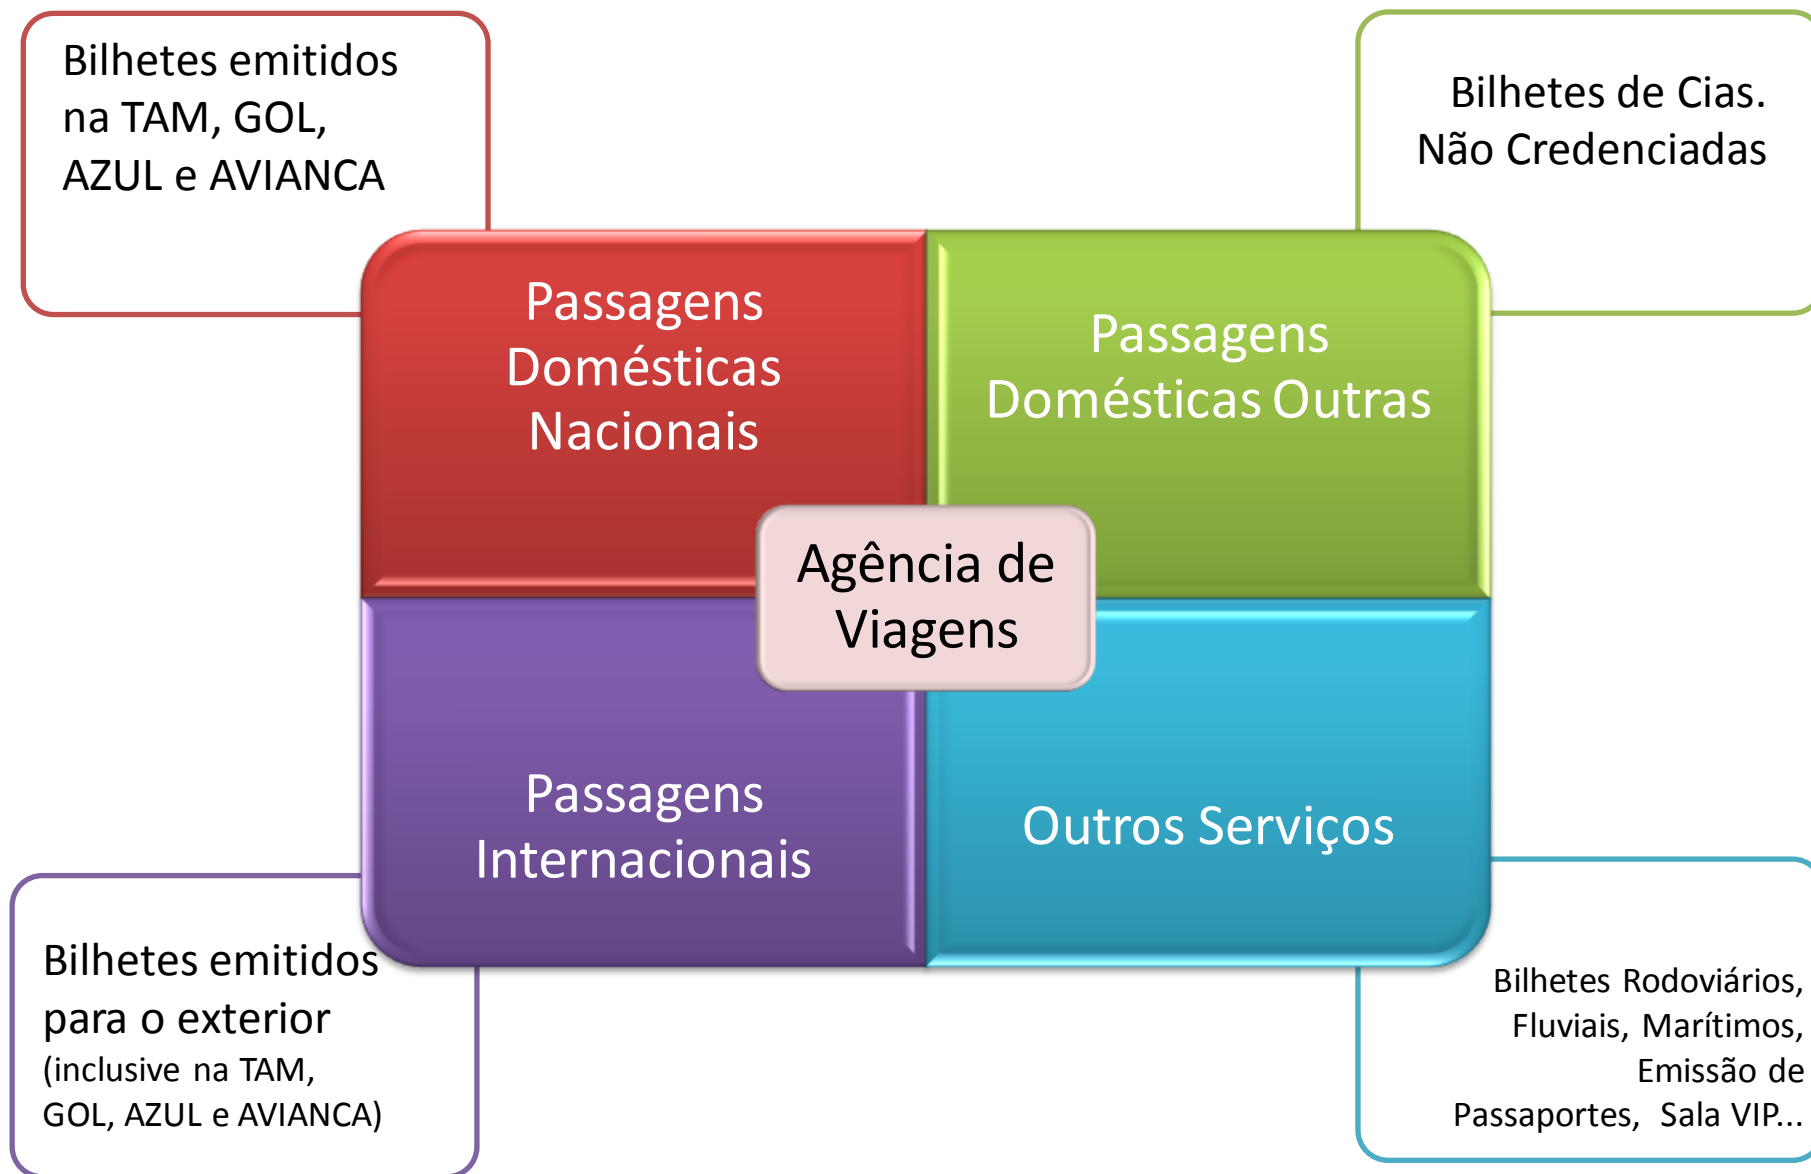 Bilhetes emitidos
na TAM, GOL,
AZUL e AVIANCA
Bilhetes de Cias.
Não Credenciadas
Passagens
Domésticas
Nacionais
Passagens
Domésticas Outras
Agência de
Viagens
Passagens
Internacionais
Outros Serviços
Bilhetes emitidos
para o exterior
(inclusive na TAM,
GOL, AZUL e AVIANCA)
Bilhetes Rodoviários,
Fluviais, Marítimos,
Emissão de
Passaportes, Sala VIP...